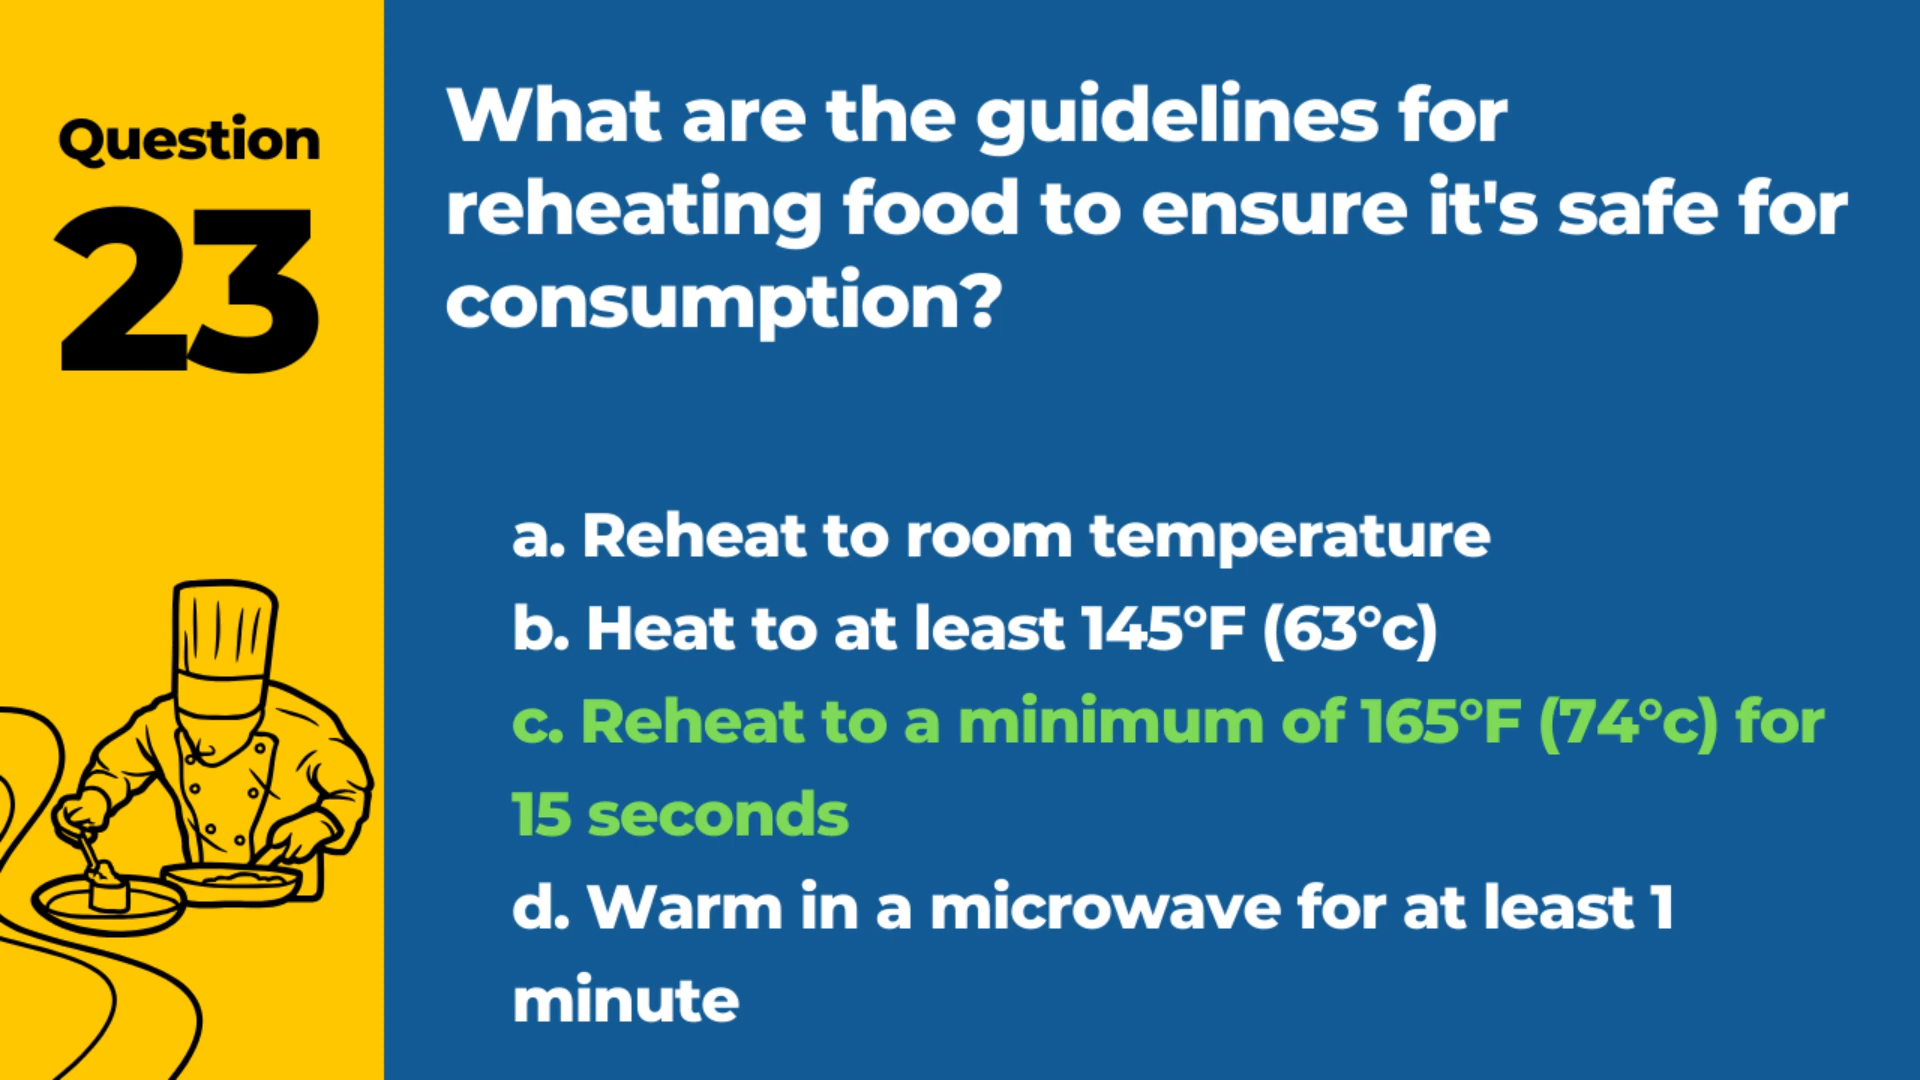 Question
23
What are the guidelines for
reheating food to ensure it's safe for
consumption?
a. Reheat to room temperature
b. Heat to at least 145°F (63°c)
c. Reheat to a minimum of 165°F (74°c) for
15 seconds
d. Warm in a microwave for at least 1
minute